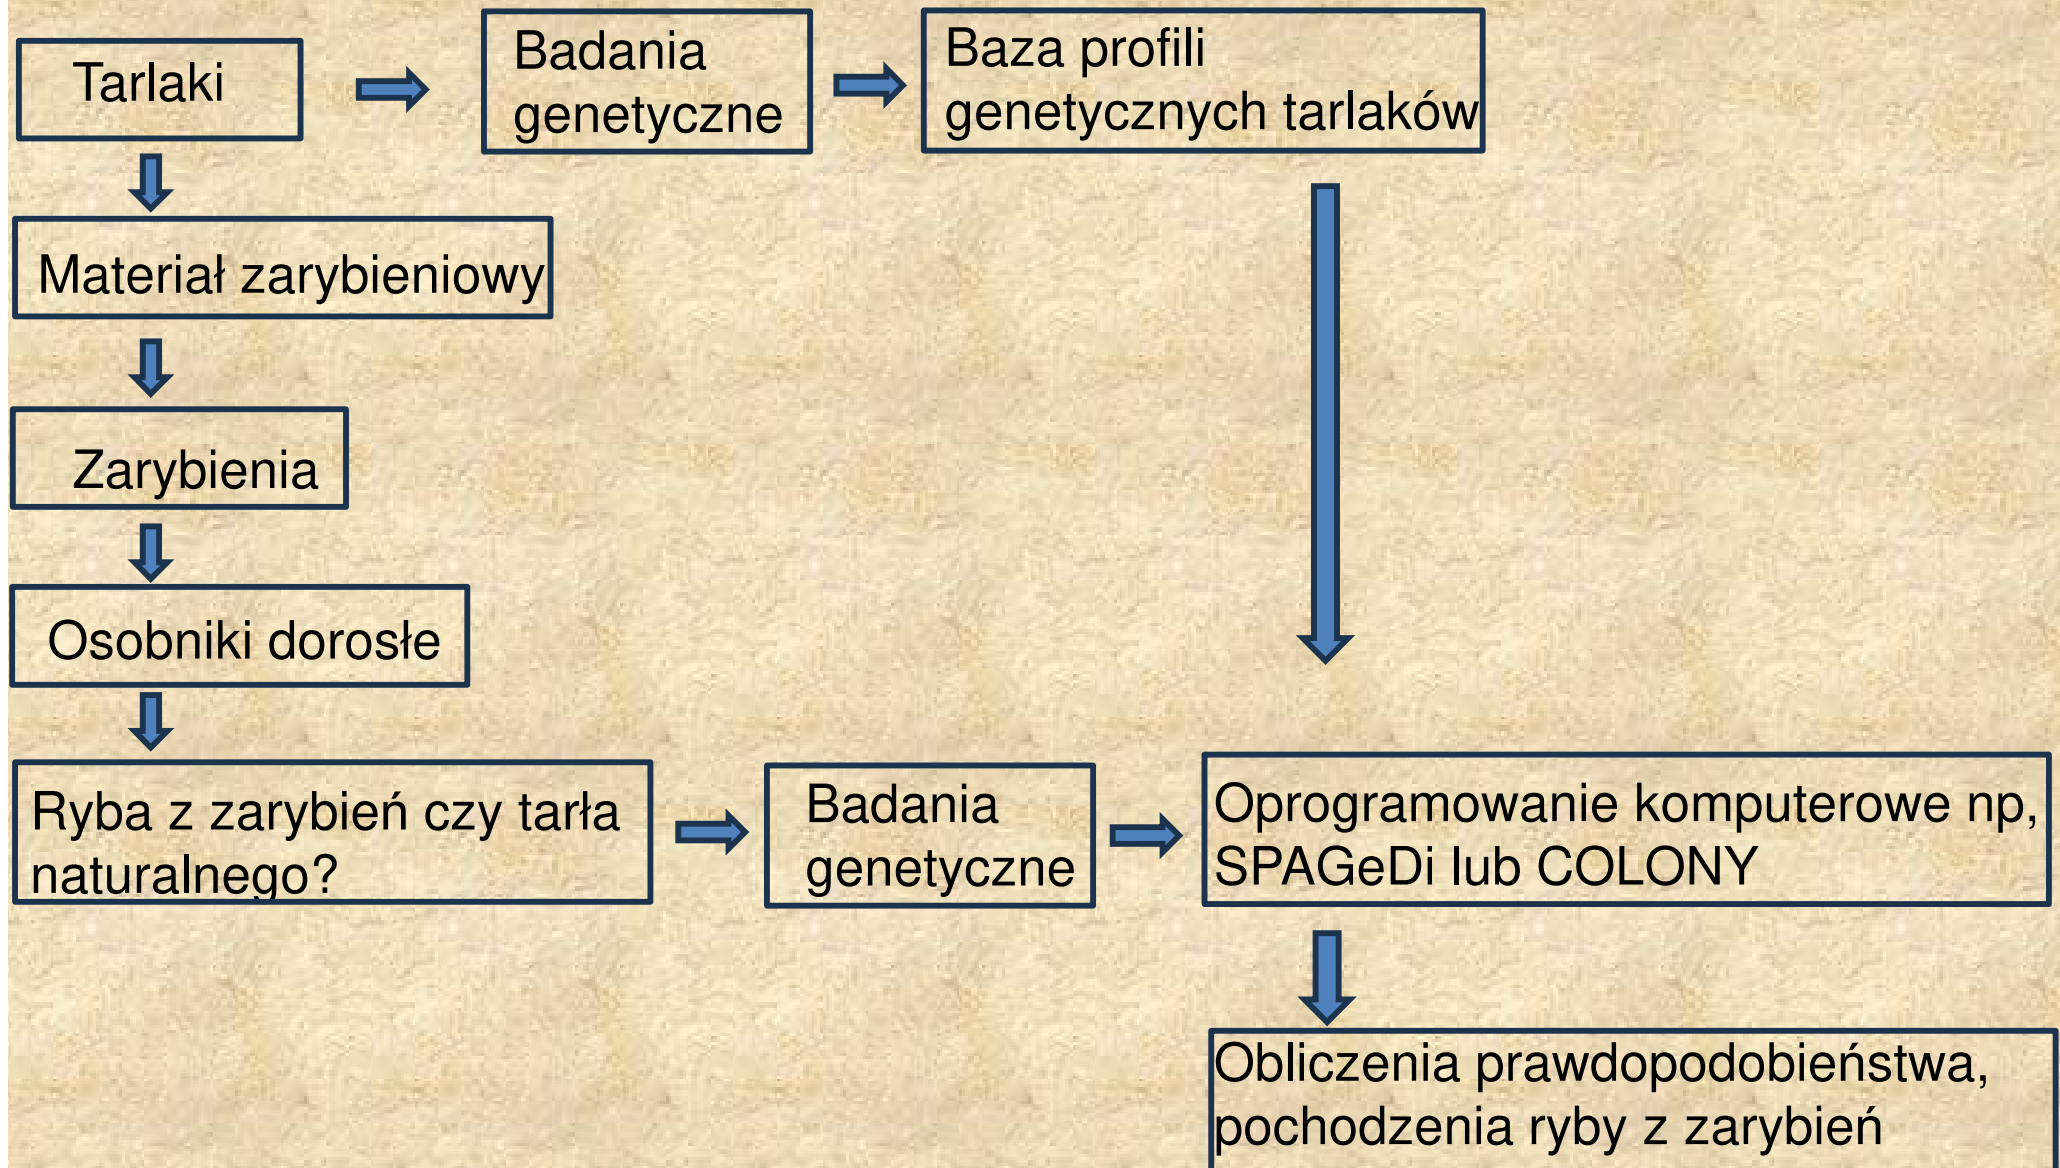 Tarlaki
Badania
genetyczne
Baza profili
genetycznych tarlaków
Materiał zarybieniowy
Zarybienia
Osobniki dorosłe
Ryba z zarybień czy tarła
naturalnego?
Badania
genetyczne
Oprogramowanie komputerowe np,
SPAGeDi lub COLONY
Obliczenia prawdopodobieństwa,
pochodzenia ryby z zarybień